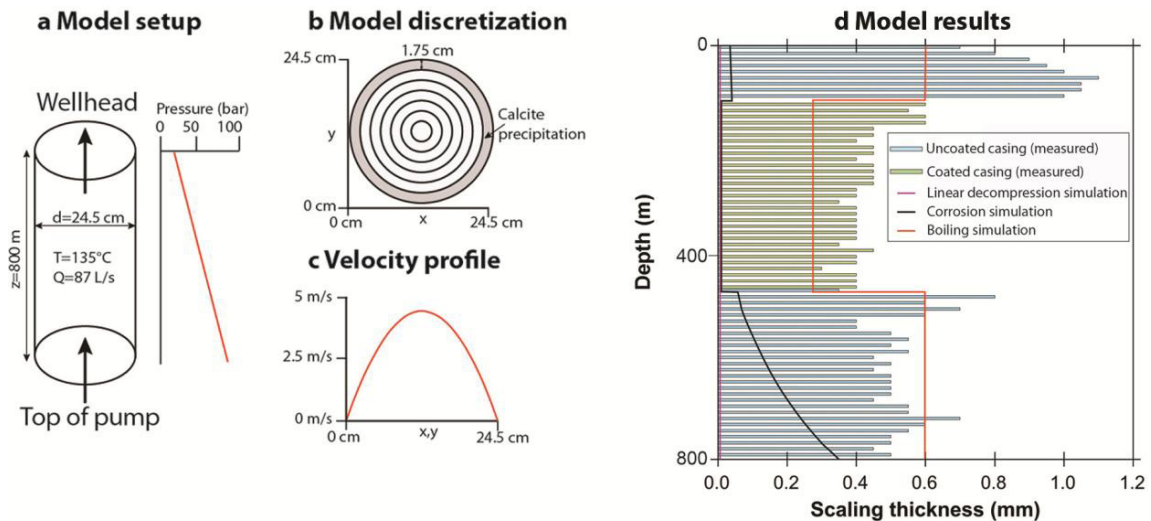 a Model setup
Wellhead
Pressure (bar)
0 50 100
z=800 m
d=24.5 cm
T=135°C
Q=87 L/s
Top of pump
b Model discretization
24.5 cm
1.75 cm
y
Calcite
precipitation
0 cm
0 cm
x
24.5 cm
c Velocity profile
5 m/s
2.5 m/s
0 m/s
0 cm
x,y
24.5 cm
d Model results
0
400
800
Depth (m)
Uncoated casing (measured)
Coated casing (measured)
Linear decompression simulation
Corrosion simulation
Boiling simulation
0.0 0.2 0.4 0.6 0.8 1.0 1.2
Scaling thickness (mm)